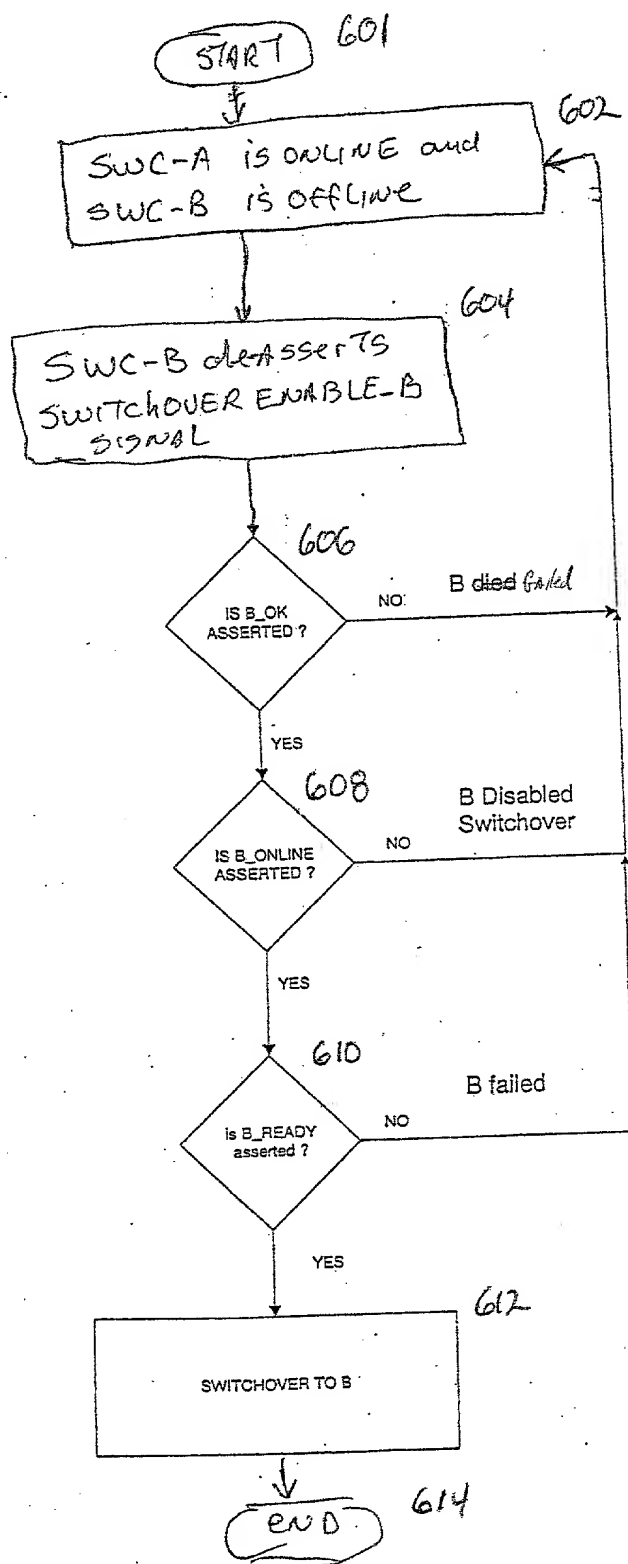 START 601
602
SWC-A is ONLINE and
SWC-B is OffLine
604
SWC-B deAsserts
SWITCHOVER ENABLE-B
SIGNAL
606
IS B_OK
ASSERTED ?
NO
B died failed
YES
608
IS B_ONLINE
ASSERTED ?
NO
B Disabled
Switchover
YES
610
is B_READY
asserted ?
NO
B failed
YES
612
SWITCHOVER TO B
END 614